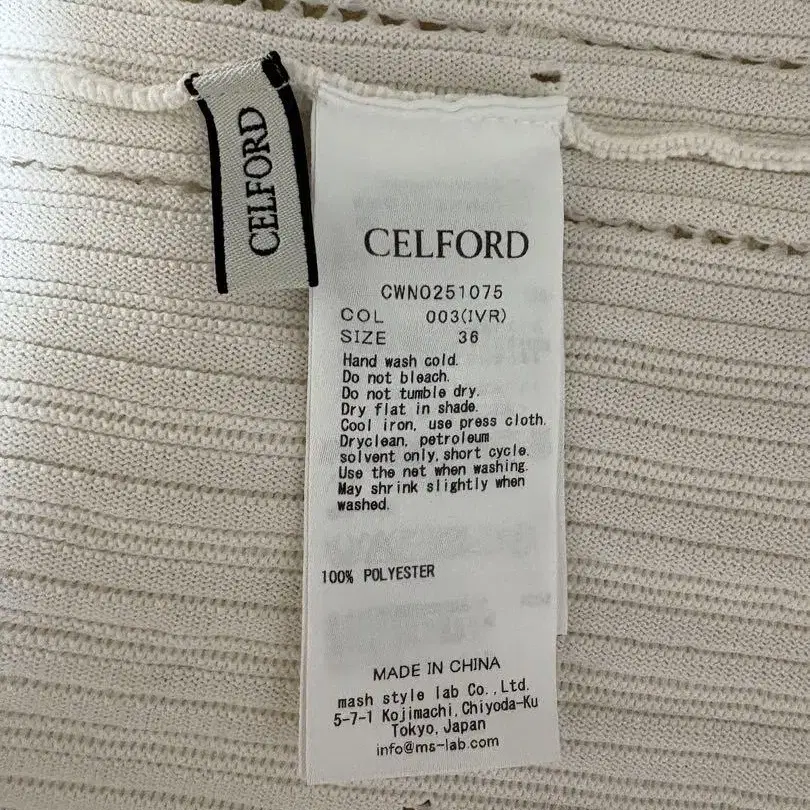 CELFORD
CELFORD
CWNO251075
COL 003(IVR)
SIZE 36
Hand wash cold.
Do not bleach.
Do not tumble dry.
Dry flat in shade.
Cool iron, use press cloth.
Dryclean, petroleum
solvent only, short cycle.
Use the net when washing.
May shrink slightly when
washed.
100% POLYESTER
MADE IN CHINA
mash style lab Co.,Ltd.
5-7-1 Kojimachi,Chiyoda-Ku
Tokyo,Japan
info@ms-lab.com